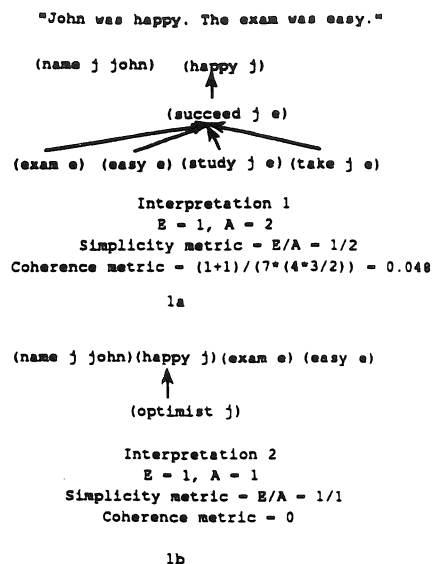 "John was happy. The exam was easy."
(name j john) (happy j)
(succeed j e)
(exam e) (easy e) (study j e) (take j e)
Interpretation 1
E = 1, A = 2
Simplicity metric = E/A = 1/2
Coherence metric = (1+1)/(7*(4*3/2)) = 0.048
1a
(name j john)(happy j)(exam e) (easy e)
(optimist j)
Interpretation 2
E = 1, A = 1
Simplicity metric = E/A = 1/1
Coherence metric = 0
1b